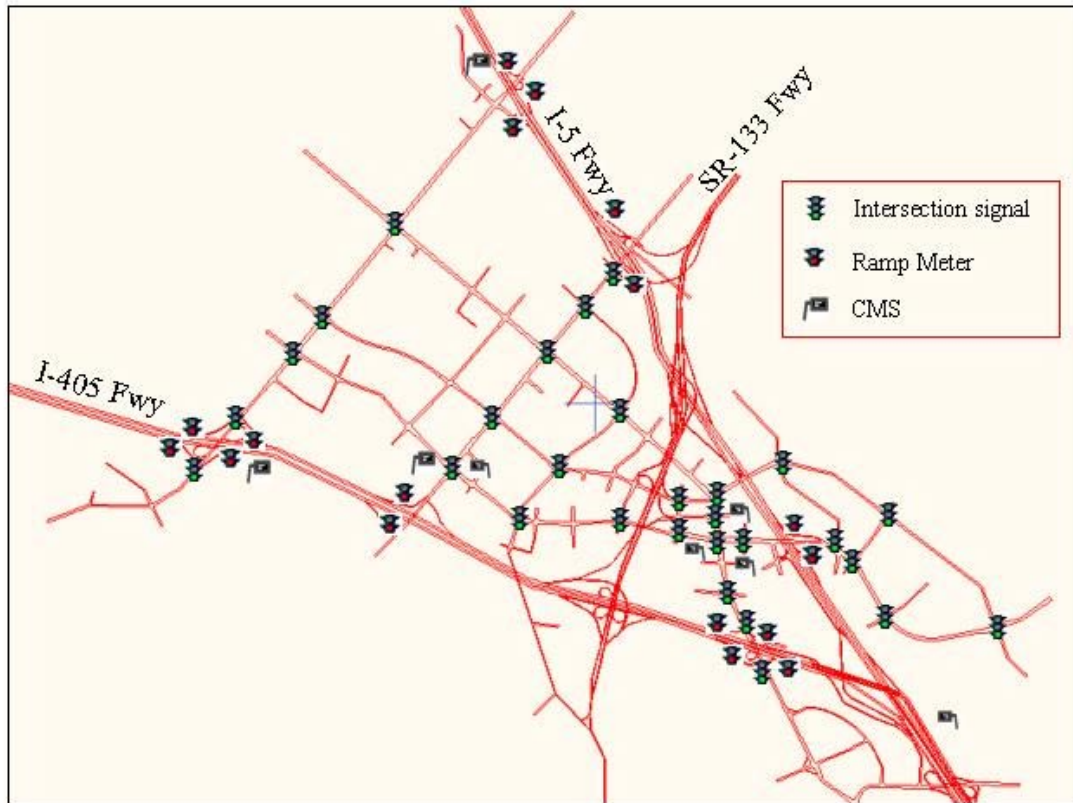 I-5 Fwy
SR-133 Fwy
Intersection signal
Ramp Meter
CMS
I-405 Fwy